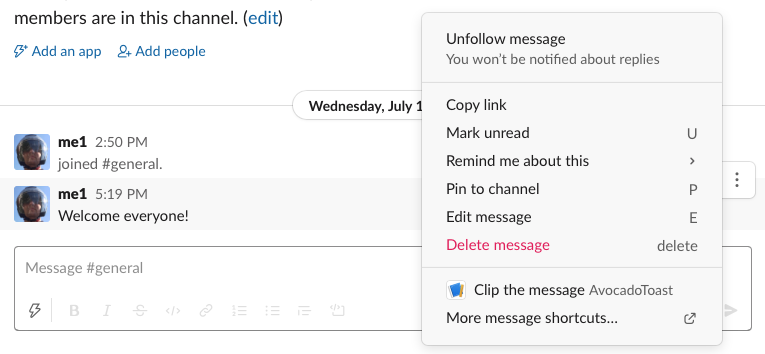 members are in this channel. (edit)
Add an app Add people
Wednesday, July 1
me1 2:50 PM
joined #general.
me1 5:19 PM
Welcome everyone!
Message #general
Unfollow message
You won't be notified about replies
Copy link
Mark unread U
Remind me about this
Pin to channel P
Edit message E
Delete message delete
Clip the message AvocadoToast
More message shortcuts...